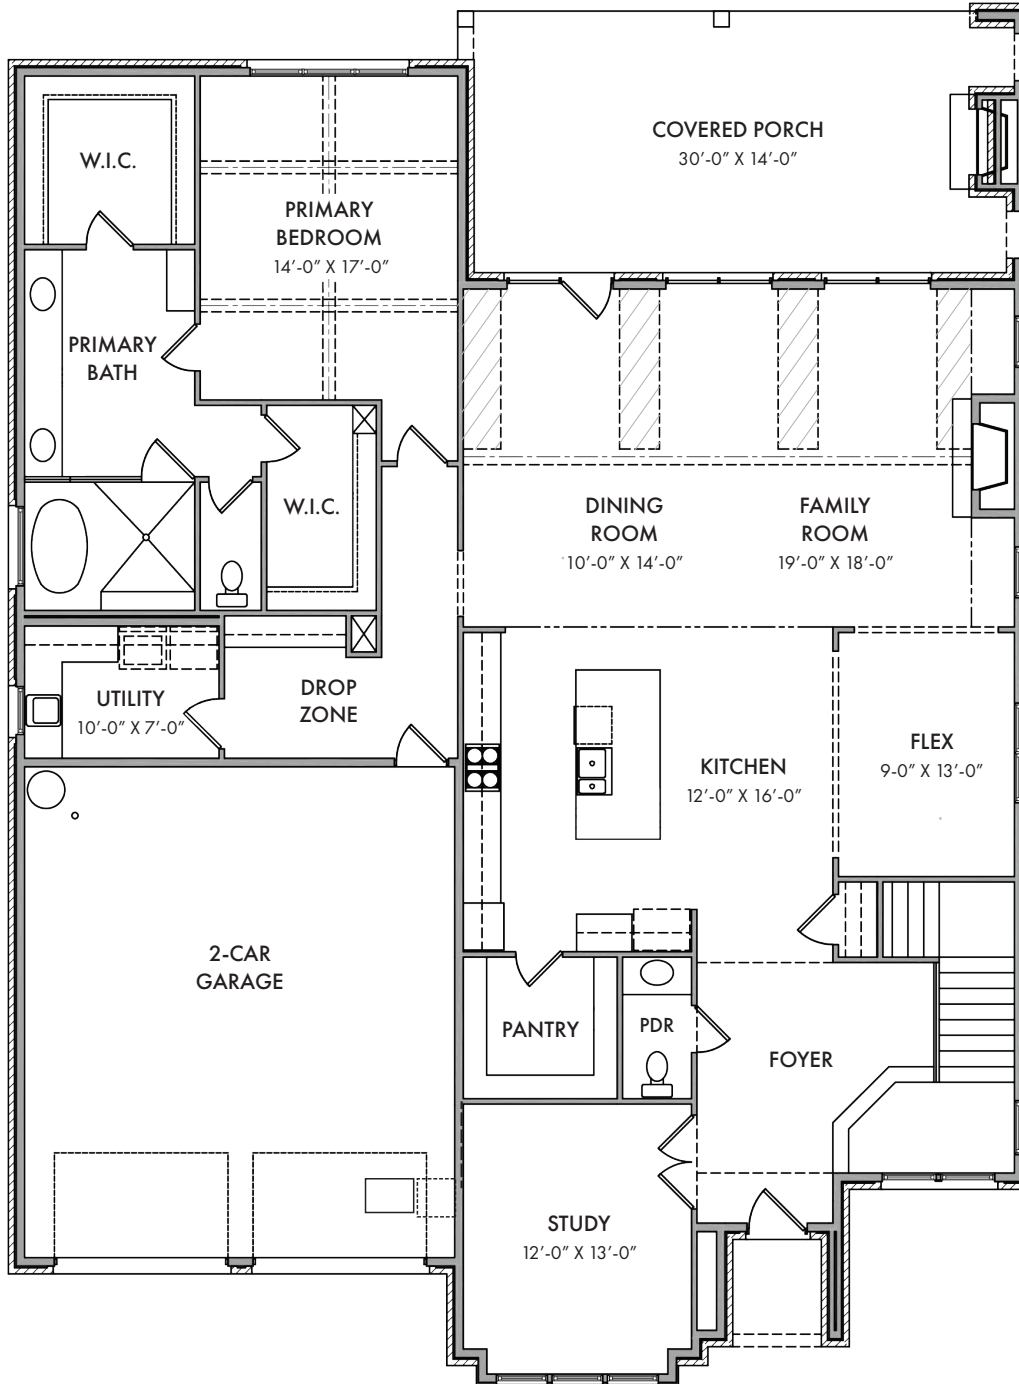 COVERED PORCH
30'-0" X 14'-0"
W.I.C.
PRIMARY
BEDROOM
14'-0" X 17'-0"
PRIMARY
BATH
W.I.C.
DINING
ROOM
10'-0" X 14'-0"
FAMILY
ROOM
19'-0" X 18'-0"
UTILITY
10'-0" X 7'-0"
DROP
ZONE
KITCHEN
12'-0" X 16'-0"
FLEX
9-0" X 13'-0"
2-CAR
GARAGE
PANTRY
PDR
FOYER
STUDY
12'-0" X 13'-0"